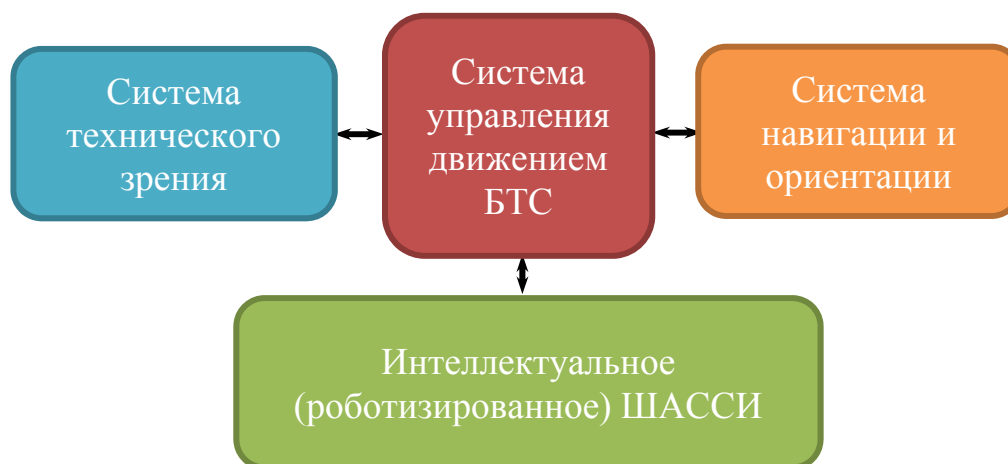 Система
технического
зрения
Система
управления
движением
БТС
Система
навигации и
ориентации
Интеллектуальное
(роботизированное) ШАССИ